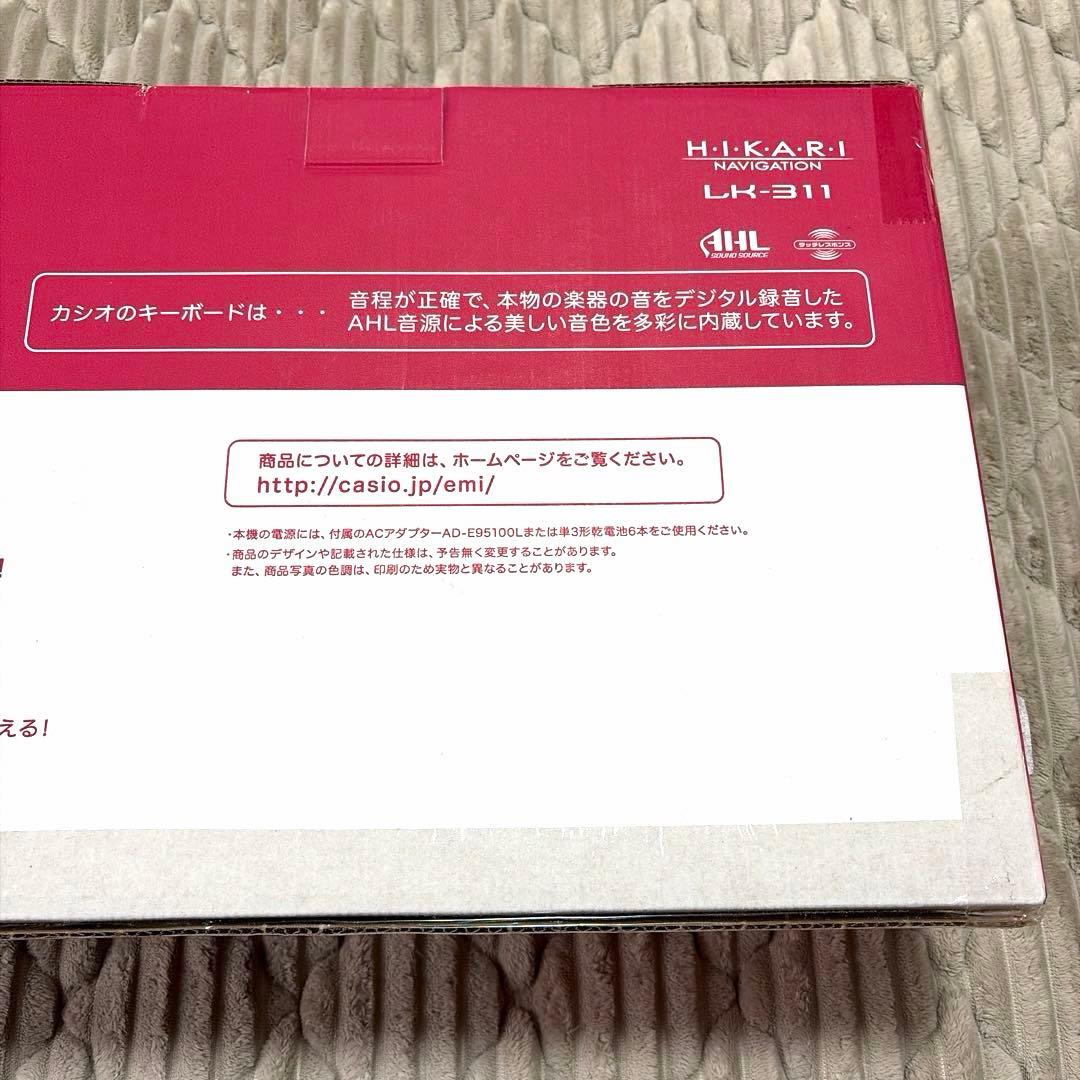 H・I・K・A・R・I
NAVIGATION
LK-311
AHL
SOUND SOURCE
タッチレスポンス
カシオのキーボードは・・・
音程が正確で、本物の楽器の音をデジタル録音した
AHL音源による美しい音色を多彩に内蔵しています。
商品についての詳細は、ホームページをご覧ください。
http://casio.jp/emi/
・本機の電源には、付属のACアダプターAD-E95100Lまたは単3形乾電池6本をご使用ください。
・商品のデザインや記載された仕様は、予告無く変更することがあります。
また、商品写真の色調は、印刷のため実物と異なることがあります。
!
える!